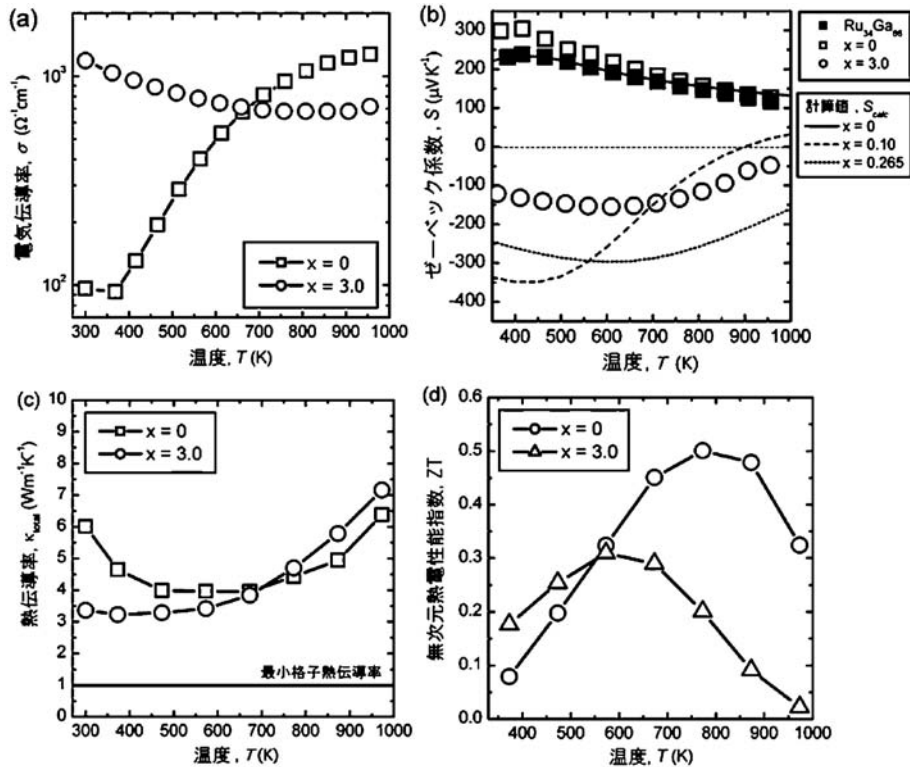 (a)
電気伝導率, σ (Ω⁻¹cm⁻¹)
10³
10²
x = 0
x = 3.0
300 400 500 600 700 800 900 1000
温度, T (K)
(b)
ゼーベック係数, S (μVK⁻¹)
300
200
100
0
-100
-200
-300
-400
400 500 600 700 800 900 1000
温度, T (K)
Ru₃₄Ga₆₆
x = 0
x = 3.0
計算値, S_calc
x = 0
x = 0.10
x = 0.265
(c)
熱伝導率, κ_total (Wm⁻¹K⁻¹)
10
9
8
7
6
5
4
3
2
1
0
x = 0
x = 3.0
最小格子熱伝導率
300 400 500 600 700 800 900 1000
温度, T (K)
(d)
無次元熱電性能指数, ZT
0.6
0.5
0.4
0.3
0.2
0.1
0.0
x = 0
x = 3.0
400 500 600 700 800 900 1000
温度, T (K)